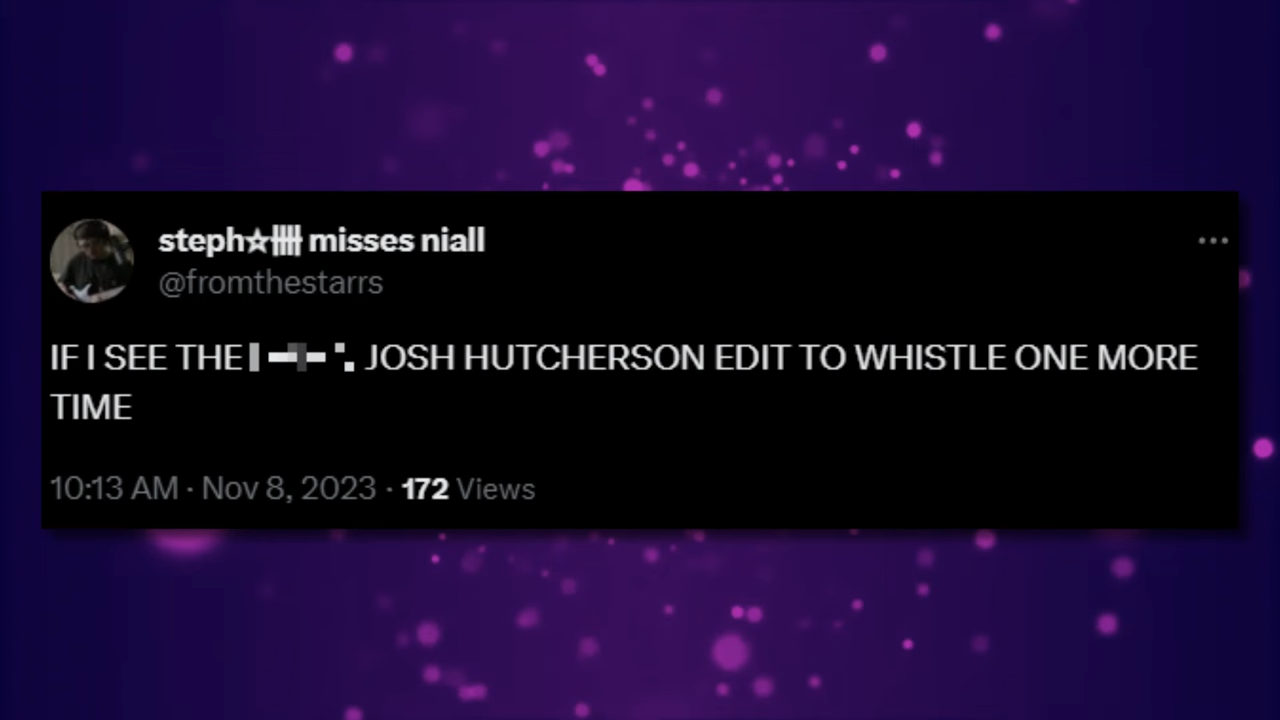 steph☆卌 misses niall
@fromthestarrs
IF I SEE THE JOSH HUTCHERSON EDIT TO WHISTLE ONE MORE
TIME
10:13 AM · Nov 8, 2023 · 172 Views